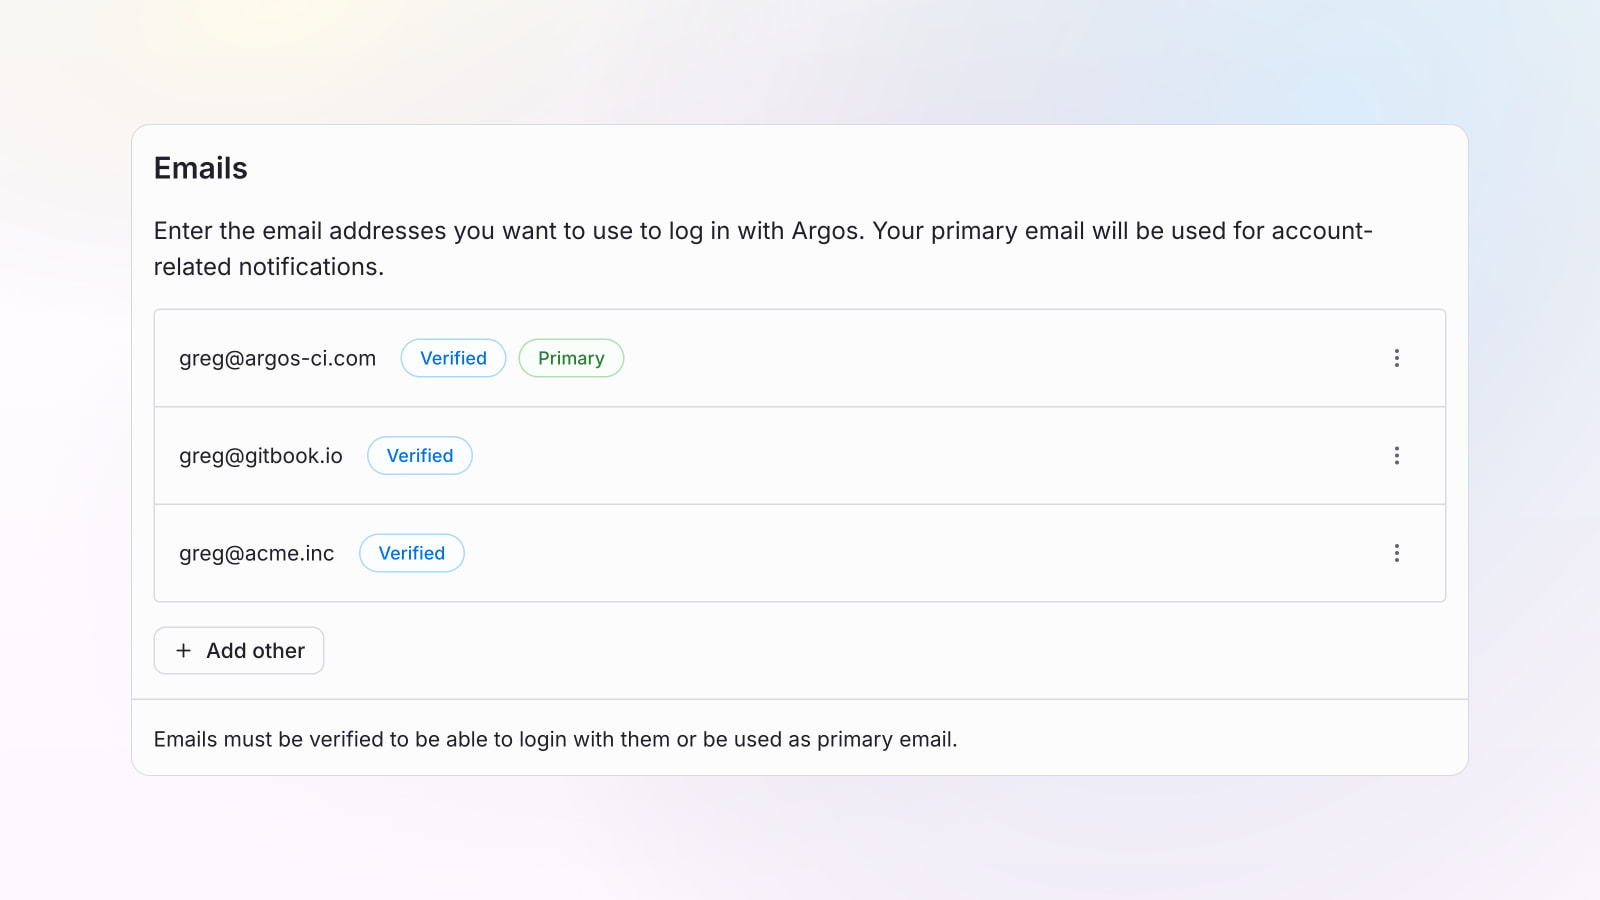 Emails
Enter the email addresses you want to use to log in with Argos. Your primary email will be used for account-
related notifications.
greg@argos-ci.com Verified Primary
greg@gitbook.io Verified
greg@acme.inc Verified
+ Add other
Emails must be verified to be able to login with them or be used as primary email.